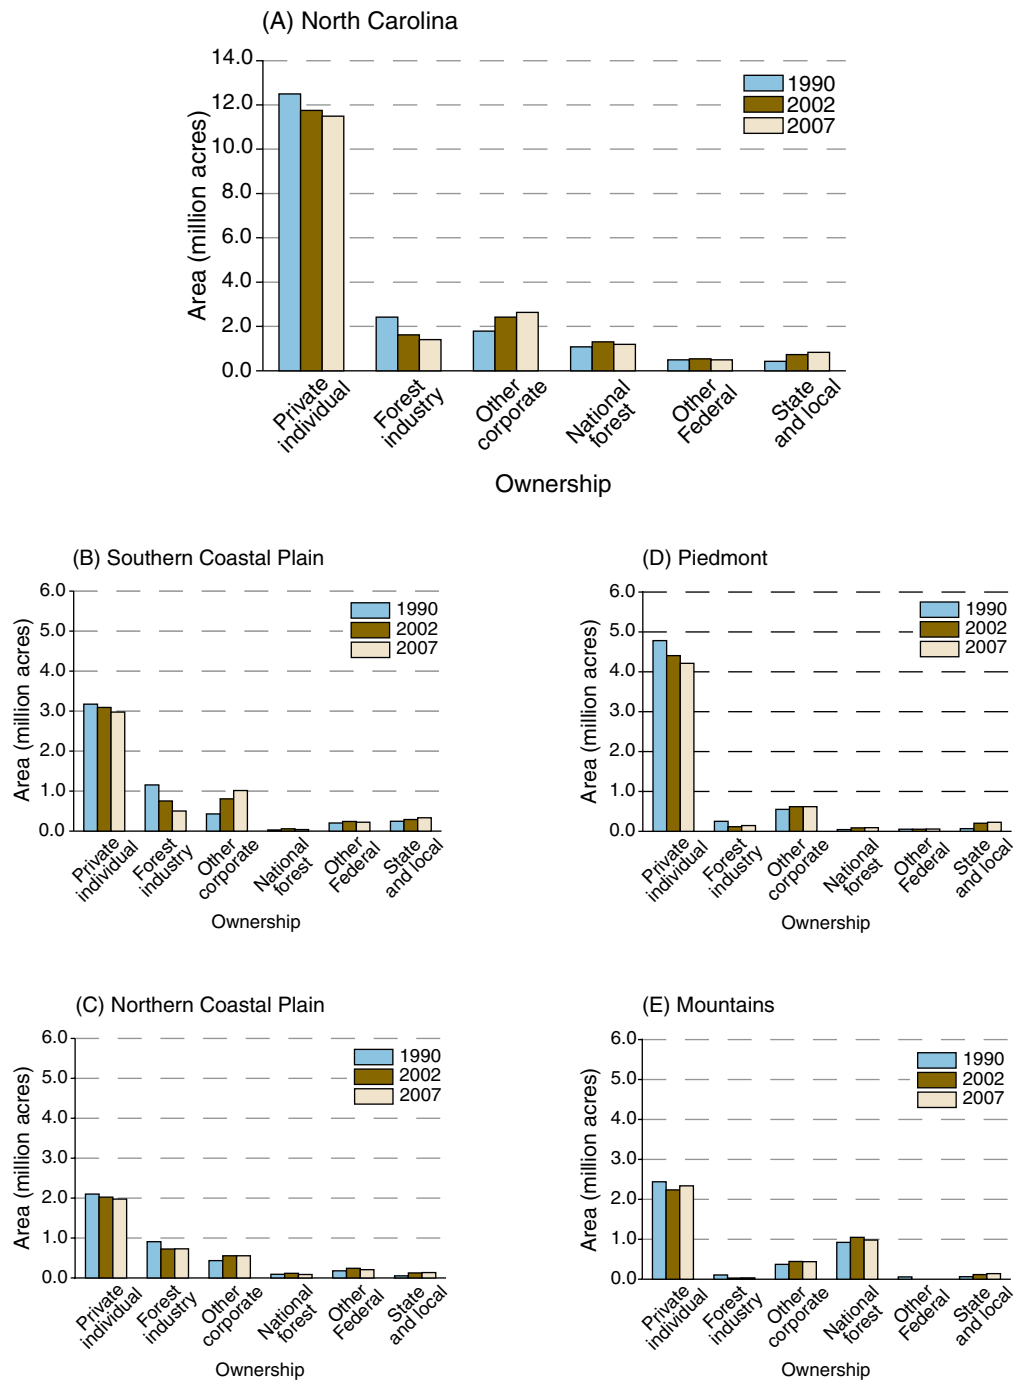 (A) North Carolina
14.0
12.0
10.0
8.0
6.0
4.0
2.0
0.0
Area (million acres)
1990
2002
2007
Private
individual
Forest
industry
Other
corporate
National
forest
Other
Federal
State
and local
Ownership
(B) Southern Coastal Plain
6.0
5.0
4.0
3.0
2.0
1.0
0.0
Area (million acres)
1990
2002
2007
Private
individual
Forest
industry
Other
corporate
National
forest
Other
Federal
State
and local
Ownership
(D) Piedmont
6.0
5.0
4.0
3.0
2.0
1.0
0.0
Area (million acres)
1990
2002
2007
Private
individual
Forest
industry
Other
corporate
National
forest
Other
Federal
State
and local
Ownership
(C) Northern Coastal Plain
6.0
5.0
4.0
3.0
2.0
1.0
0.0
Area (million acres)
1990
2002
2007
Private
individual
Forest
industry
Other
corporate
National
forest
Other
Federal
State
and local
Ownership
(E) Mountains
6.0
5.0
4.0
3.0
2.0
1.0
0.0
Area (million acres)
1990
2002
2007
Private
individual
Forest
industry
Other
corporate
National
forest
Other
Federal
State
and local
Ownership